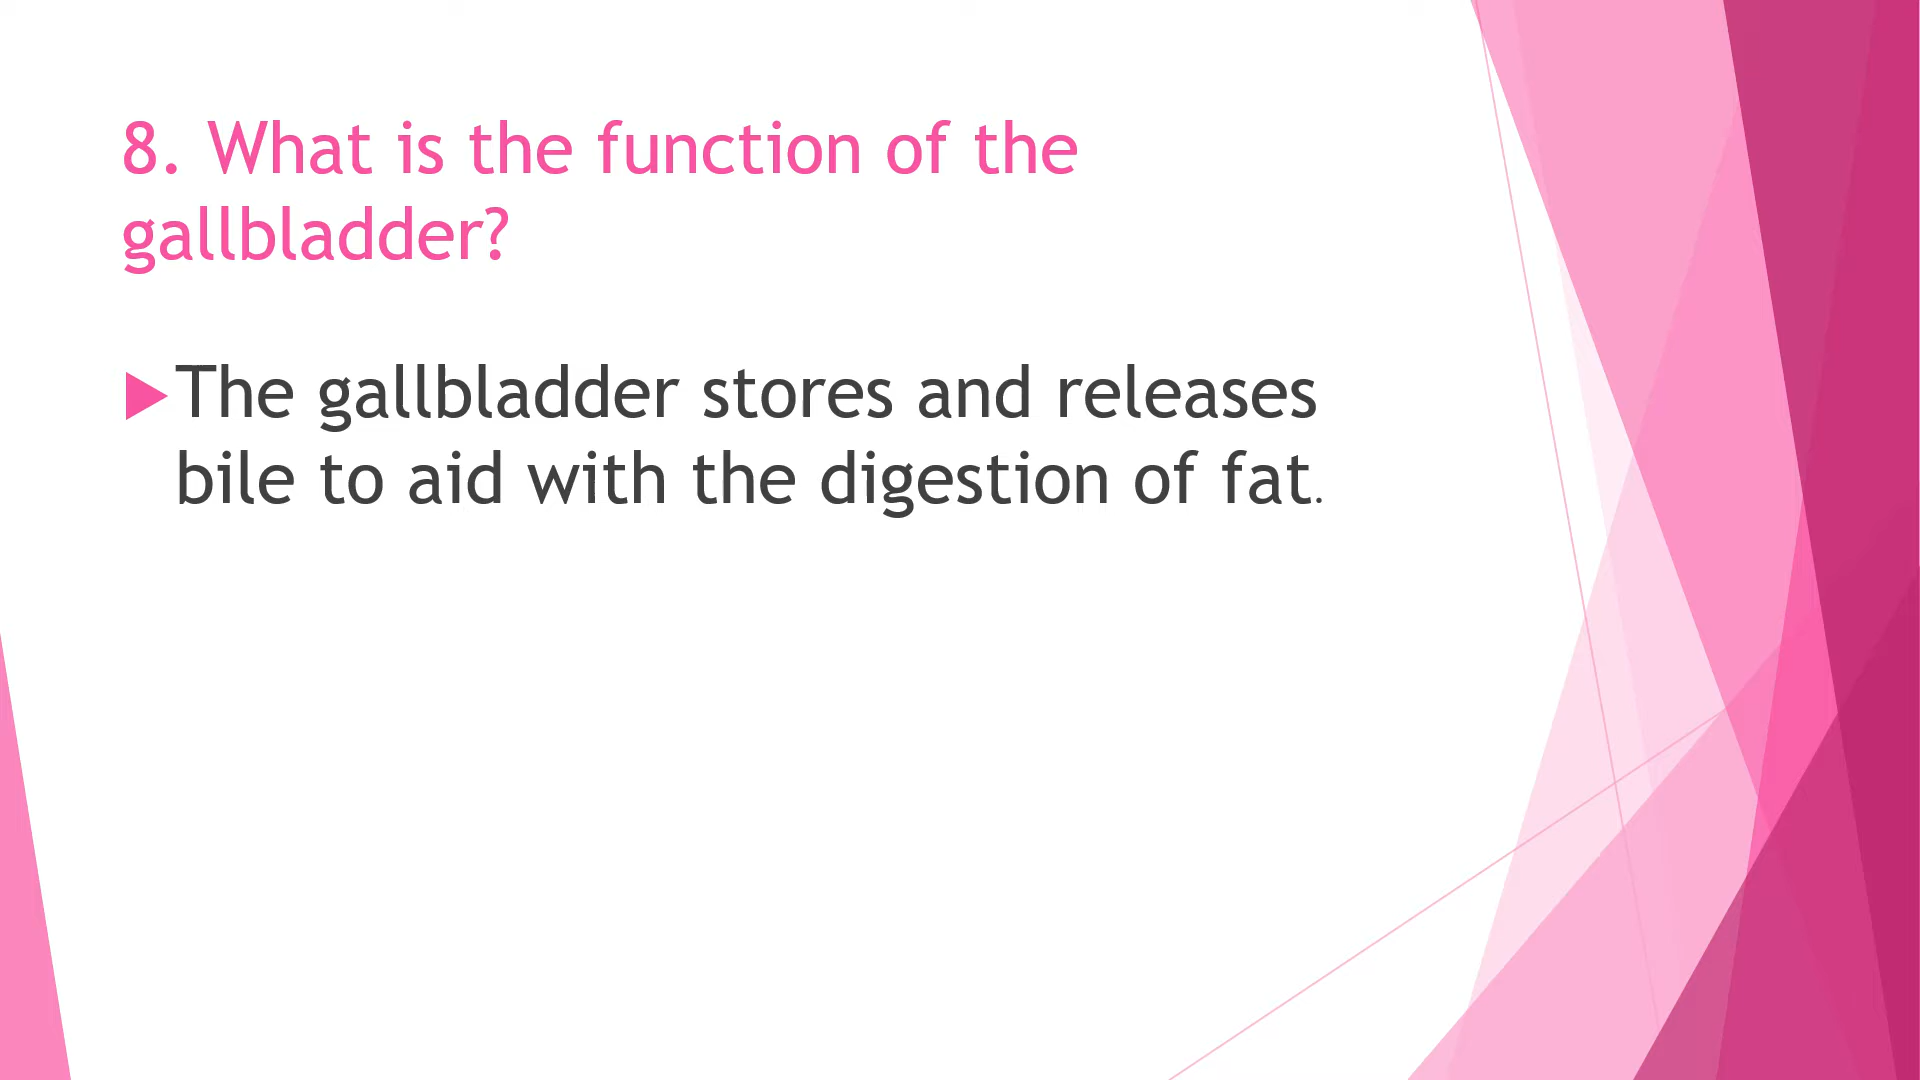 8. What is the function of the
gallbladder?
The gallbladder stores and releases
bile to aid with the digestion of fat.